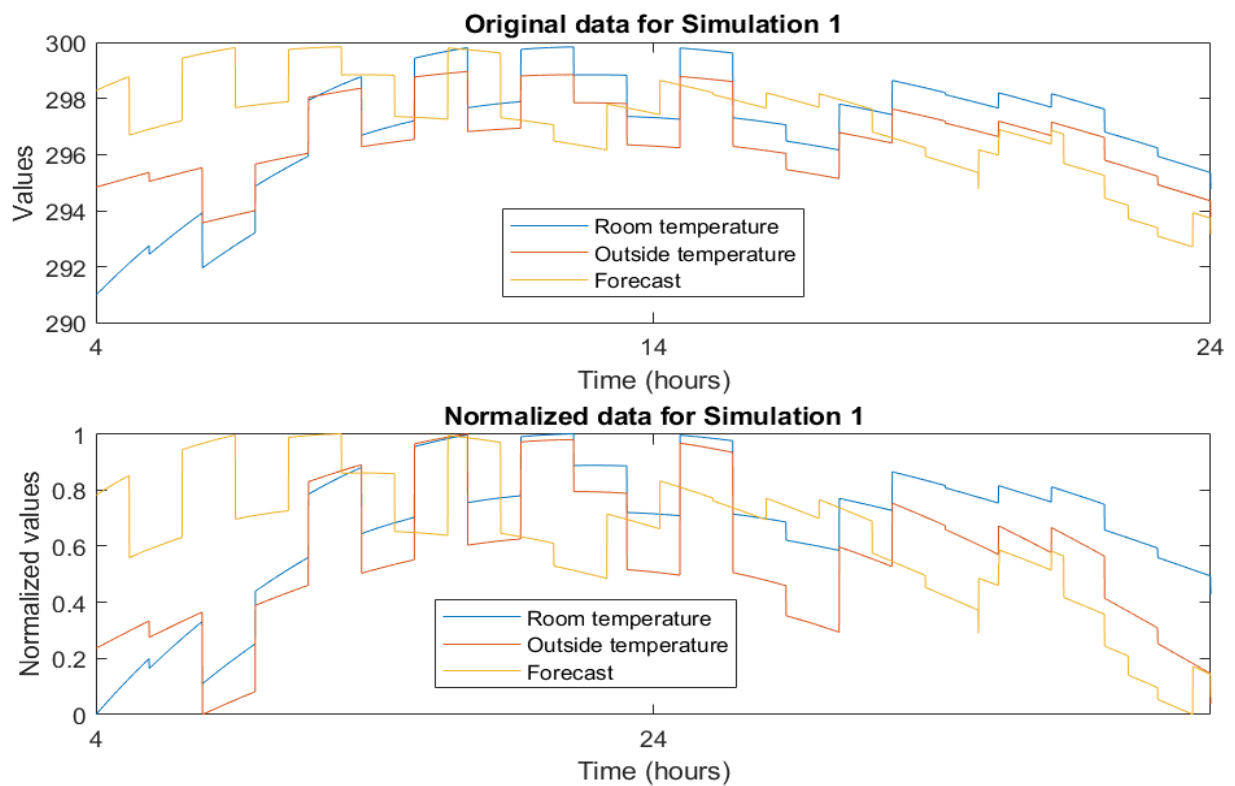 Original data for Simulation 1
300
298
296
294
292
290
Values
Room temperature
Outside temperature
Forecast
4
14
24
Time (hours)
Normalized data for Simulation 1
1
0.8
0.6
0.4
0.2
0
Normalized values
Room temperature
Outside temperature
Forecast
4
24
Time (hours)